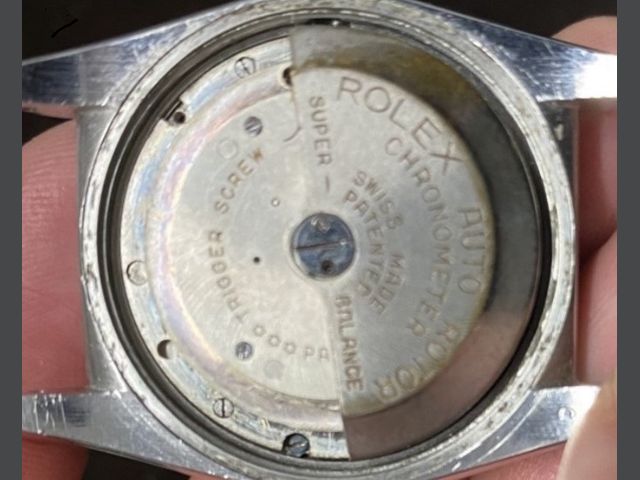 ROLEX AUTO ROTOR
CHRONOMETER
SWISS MADE
PATENTED
SUPER - BALANCE
TRIGGER SCREW